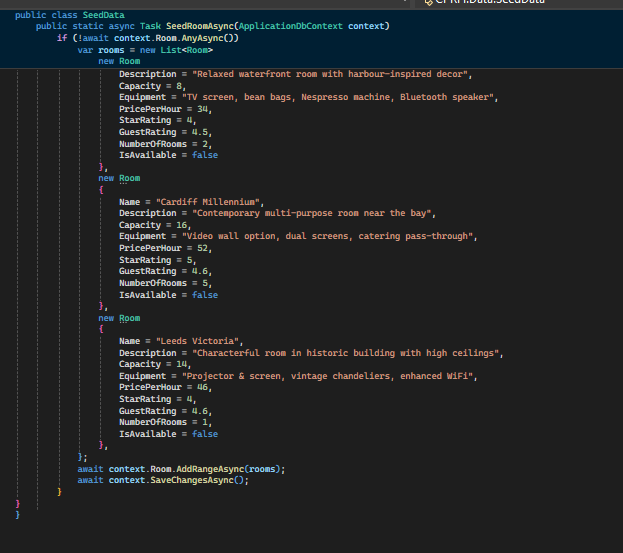 public class SeedData
public static async Task SeedRoomAsync(ApplicationDbContext context)
if (!await context.Room.AnyAsync())
var rooms = new List<Room>
new Room
Description = "Relaxed waterfront room with harbour-inspired decor",
Capacity = 8,
Equipment = "TV screen, bean bags, Nespresso machine, Bluetooth speaker",
PricePerHour = 34,
StarRating = 4,
GuestRating = 4.5,
NumberOfRooms = 2,
IsAvailable = false
},
new Room
{
Name = "Cardiff Millennium",
Description = "Contemporary multi-purpose room near the bay",
Capacity = 16,
Equipment = "Video wall option, dual screens, catering pass-through",
PricePerHour = 52,
StarRating = 5,
GuestRating = 4.6,
NumberOfRooms = 5,
IsAvailable = false
},
new Room
{
Name = "Leeds Victoria",
Description = "Characterful room in historic building with high ceilings",
Capacity = 14,
Equipment = "Projector & screen, vintage chandeliers, enhanced WiFi",
PricePerHour = 46,
StarRating = 4,
GuestRating = 4.6,
NumberOfRooms = 1,
IsAvailable = false
},
};
await context.Room.AddRangeAsync(rooms);
await context.SaveChangesAsync();
}
}
}